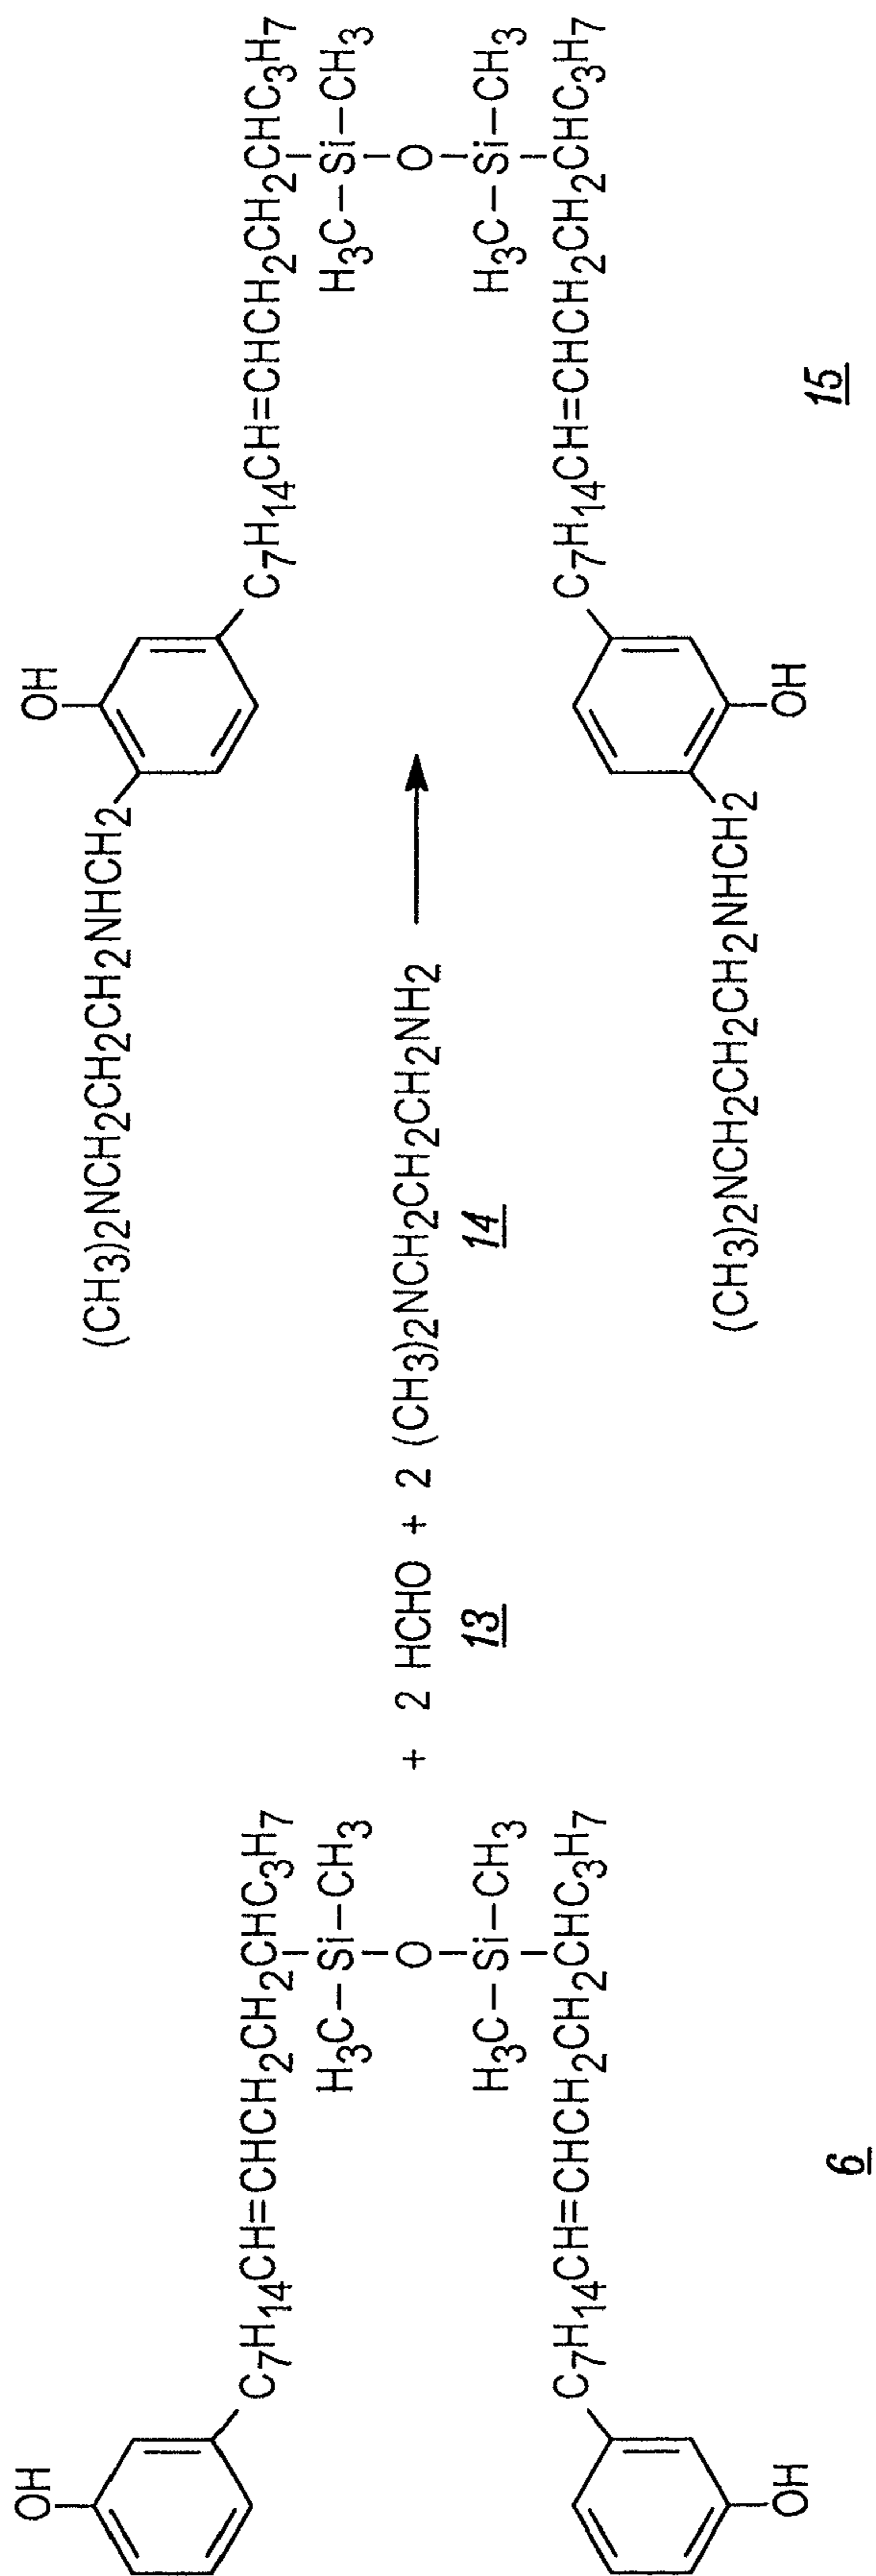 OH
C7H14CH=CHCH2CH2CHC3H7
H3C–Si–CH3
O
H3C–Si–CH3
C7H14CH=CHCH2CH2CHC3H7
OH
6
+ 2 HCHO + 2 (CH3)2NCH2CH2CH2NH2
13
14
OH
(CH3)2NCH2CH2CH2NHCH2
C7H14CH=CHCH2CH2CHC3H7
H3C–Si–CH3
O
H3C–Si–CH3
C7H14CH=CHCH2CH2CHC3H7
(CH3)2NCH2CH2CH2NHCH2
OH
15